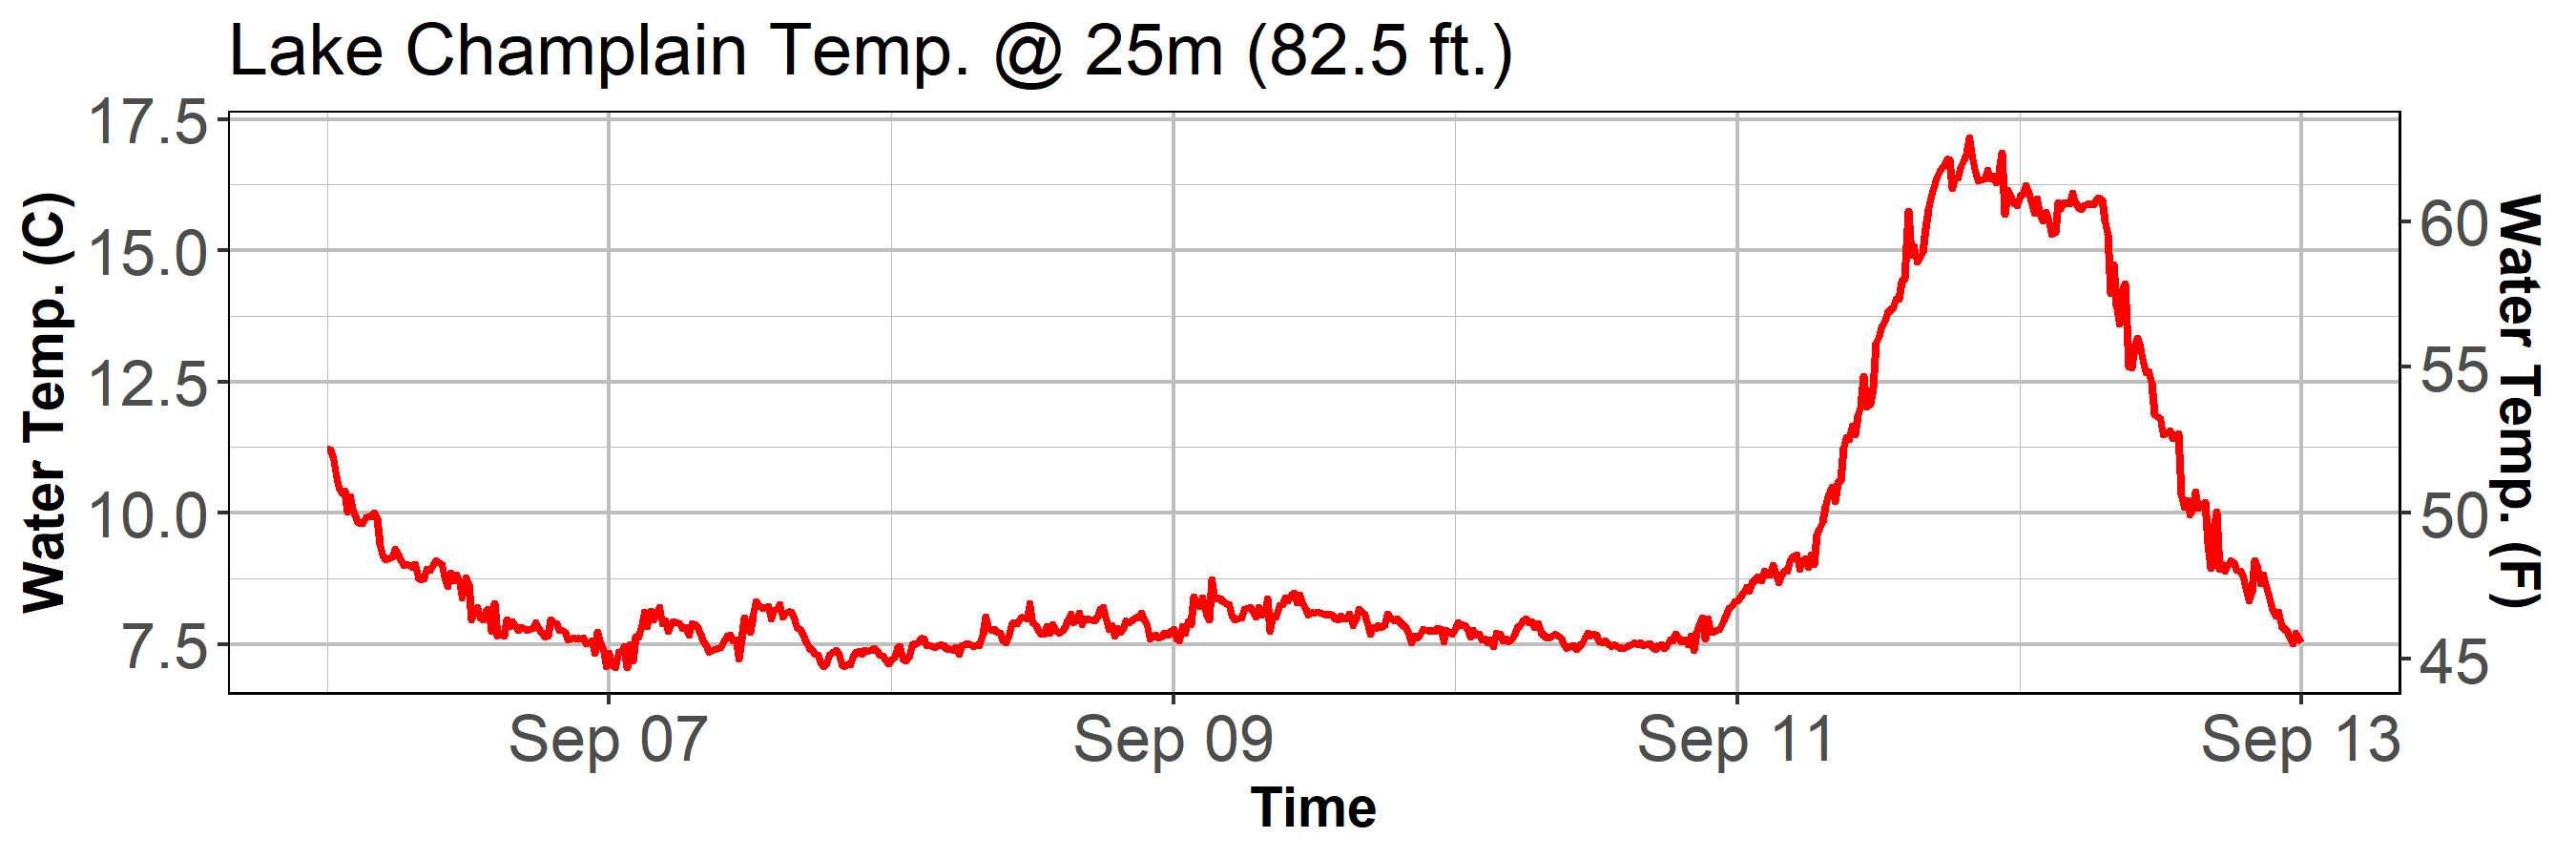 Lake Champlain Temp. @ 25m (82.5 ft.)
Water Temp. (C)
17.5
15.0
12.5
10.0
7.5
60
55
50
45
Water Temp. (F)
Sep 07 Sep 09 Sep 11 Sep 13
Time